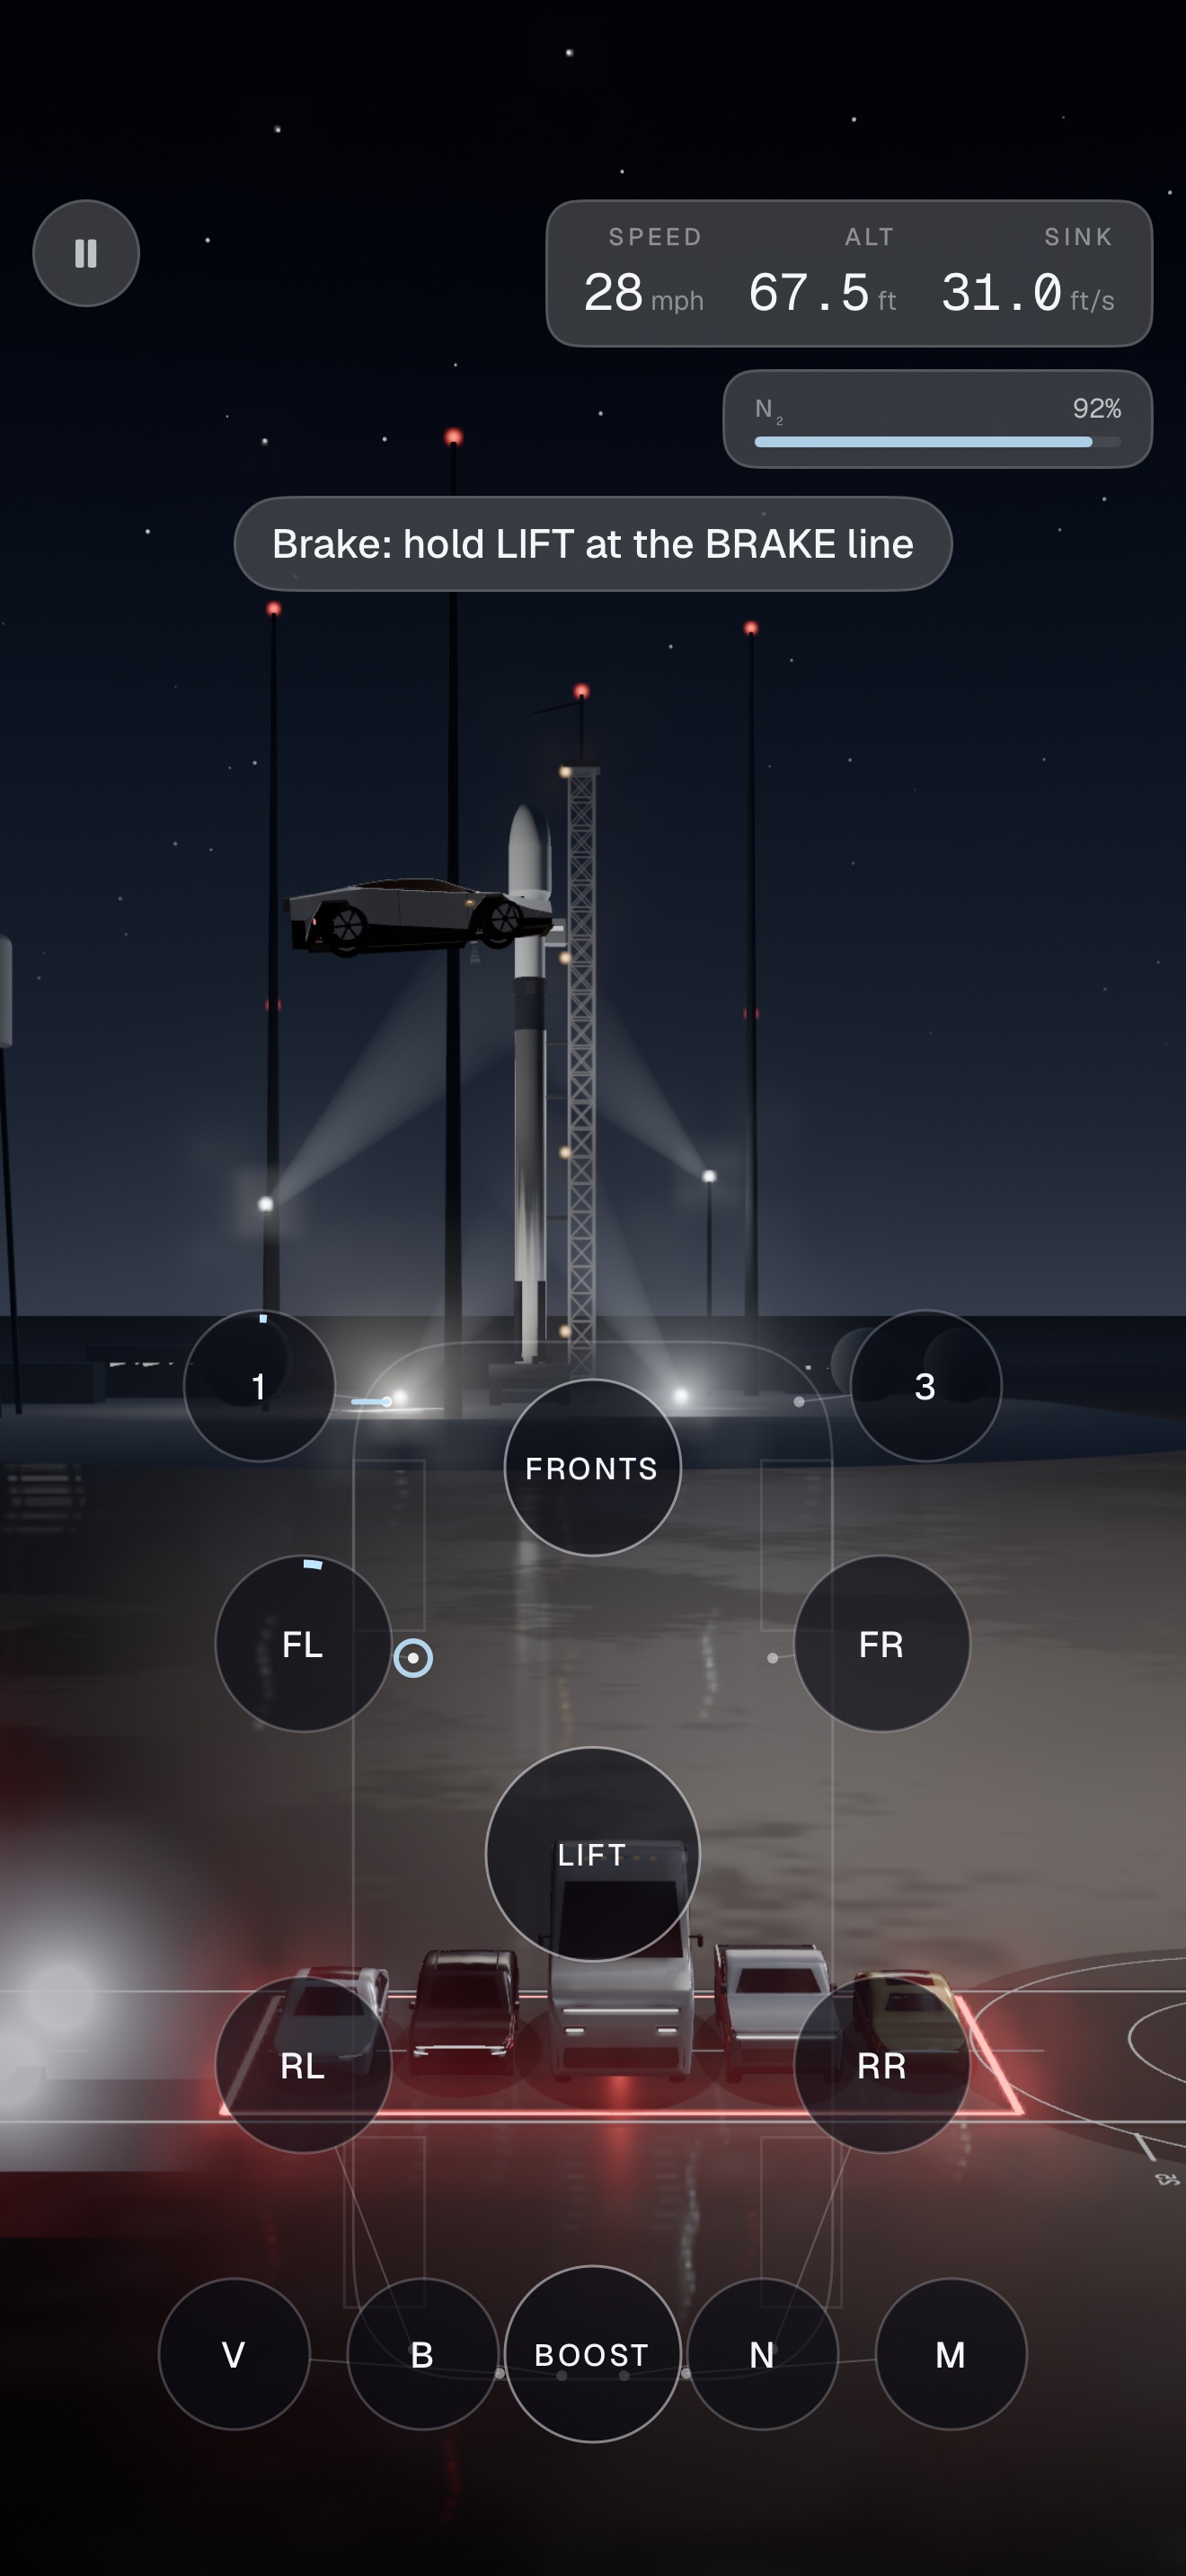 SPEED ALT SINK
28 mph 67.5 ft 31.0 ft/s
N2 92%
Brake: hold LIFT at the BRAKE line
1 3
FRONTS
FL FR
LIFT
RL RR
V B BOOST N M